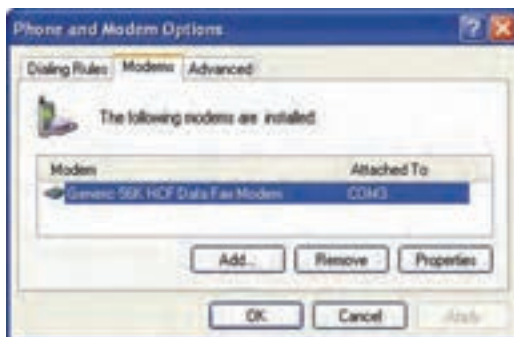 Phone and Modem Options
Dialing Rules Modems Advanced
The following modems are installed:
Modem Attached To
Generic 56K HCF Data Fax Modem COM3
Add... Remove Properties
OK Cancel Apply